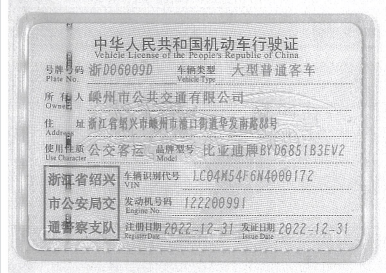 中华人民共和国机动车行驶证
Vehicle License of the People's Republic of China
号牌号码 浙D06809D 车辆类型 大型普通客车
Plate No. Vehicle Type
所有人 嵊州市公共交通有限公司
Owner
住址 浙江省绍兴市嵊州市浦口街道华发南路88号
Address
使用性质 公交客运 品牌型号 比亚迪牌BYD6851B3EV2
Use Character Model
浙江省绍兴 车辆识别代号 LC04M54F6N4000172
VIN
市公安局交 发动机号码 122200991
Engine No.
通警察支队 注册日期 2022-12-31 发证日期 2022-12-31
Register Date Issue Date